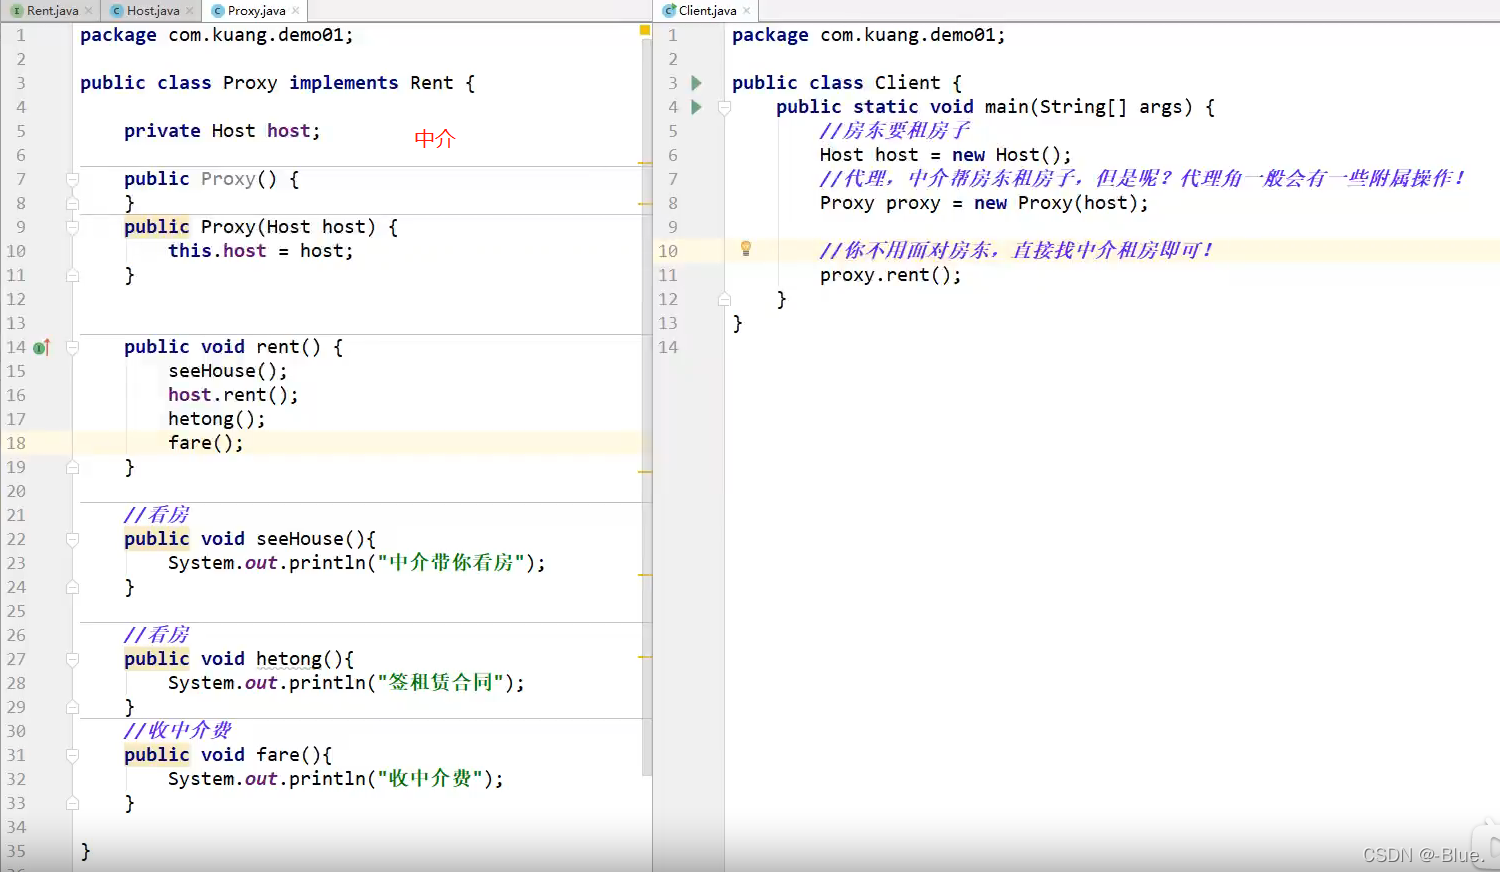 Rent.java Host.java Proxy.java
1 package com.kuang.demo01;
2
3 public class Proxy implements Rent {
4
5 private Host host;
中介
6
7 public Proxy() {
8 }
9 public Proxy(Host host) {
10 this.host = host;
11 }
12
13
14 public void rent() {
15 seeHouse();
16 host.rent();
17 hetong();
18 fare();
19 }
20
21 //看房
22 public void seeHouse(){
23 System.out.println("中介带你看房");
24 }
25
26 //看房
27 public void hetong(){
28 System.out.println("签租赁合同");
29 }
30 //收中介费
31 public void fare(){
32 System.out.println("收中介费");
33 }
34
35 }
Client.java
1 package com.kuang.demo01;
2
3 public class Client {
4 public static void main(String[] args) {
5 //房东要租房子
6 Host host = new Host();
7 //代理，中介帮房东租房子，但是呢？代理角一般会有一些附属操作！
8 Proxy proxy = new Proxy(host);
9
10 //你不用面对房东，直接找中介租房即可！
11 proxy.rent();
12 }
13 }
14
CSDN @-Blue.